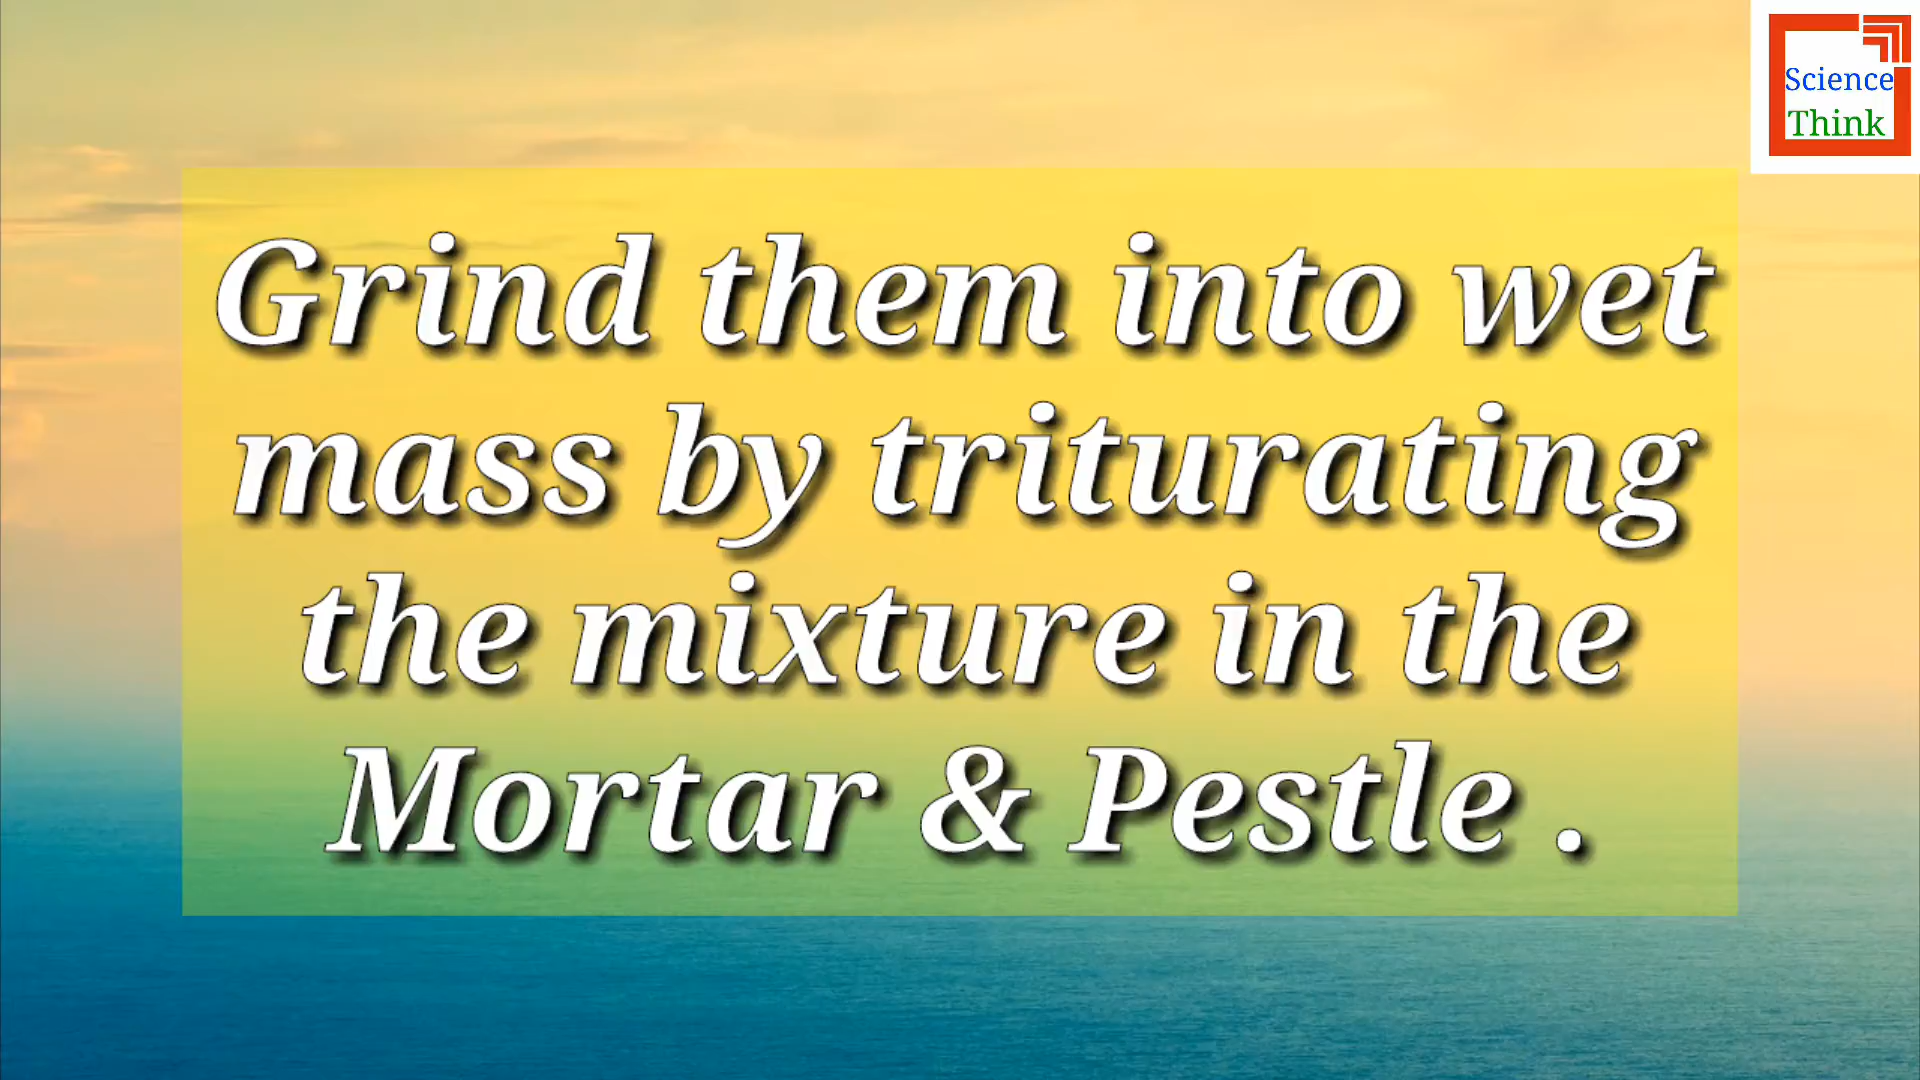 Science
Think
Grind them into wet
mass by triturating
the mixture in the
Mortar & Pestle .